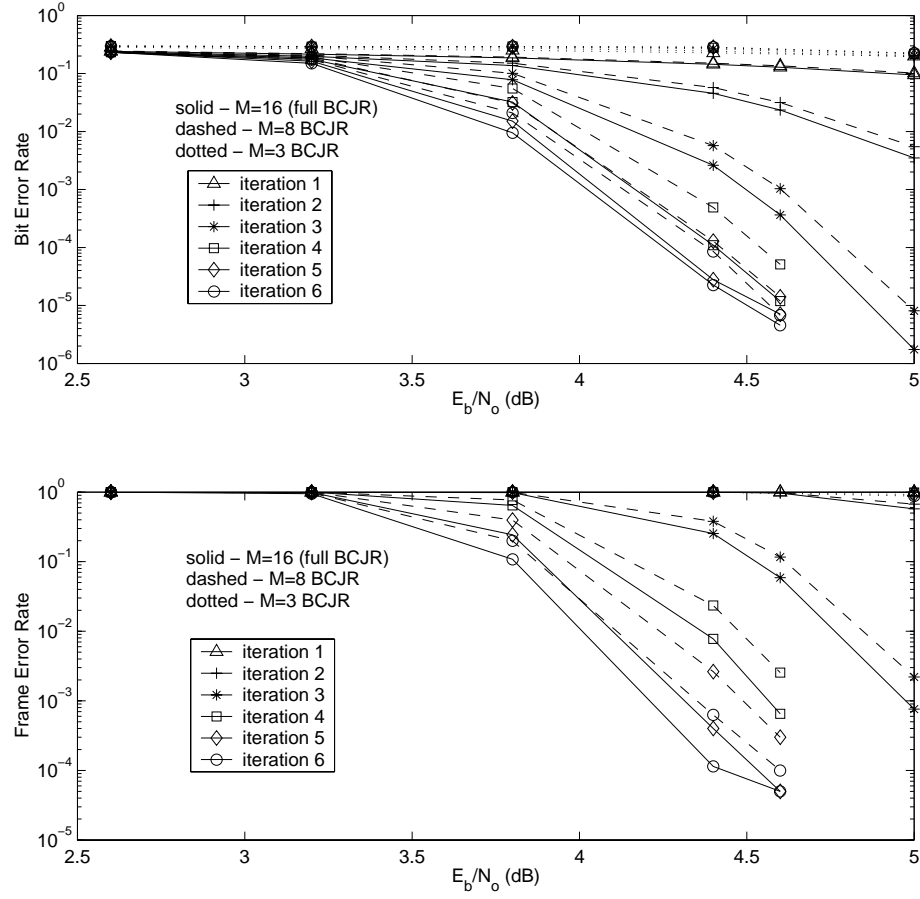 10^0
10^-1
10^-2
10^-3
10^-4
10^-5
10^-6
Bit Error Rate
solid – M=16 (full BCJR)
dashed – M=8 BCJR
dotted – M=3 BCJR
iteration 1
iteration 2
iteration 3
iteration 4
iteration 5
iteration 6
2.5 3 3.5 4 4.5 5
E_b/N_o (dB)
10^0
10^-1
10^-2
10^-3
10^-4
10^-5
Frame Error Rate
solid – M=16 (full BCJR)
dashed – M=8 BCJR
dotted – M=3 BCJR
iteration 1
iteration 2
iteration 3
iteration 4
iteration 5
iteration 6
2.5 3 3.5 4 4.5 5
E_b/N_o (dB)